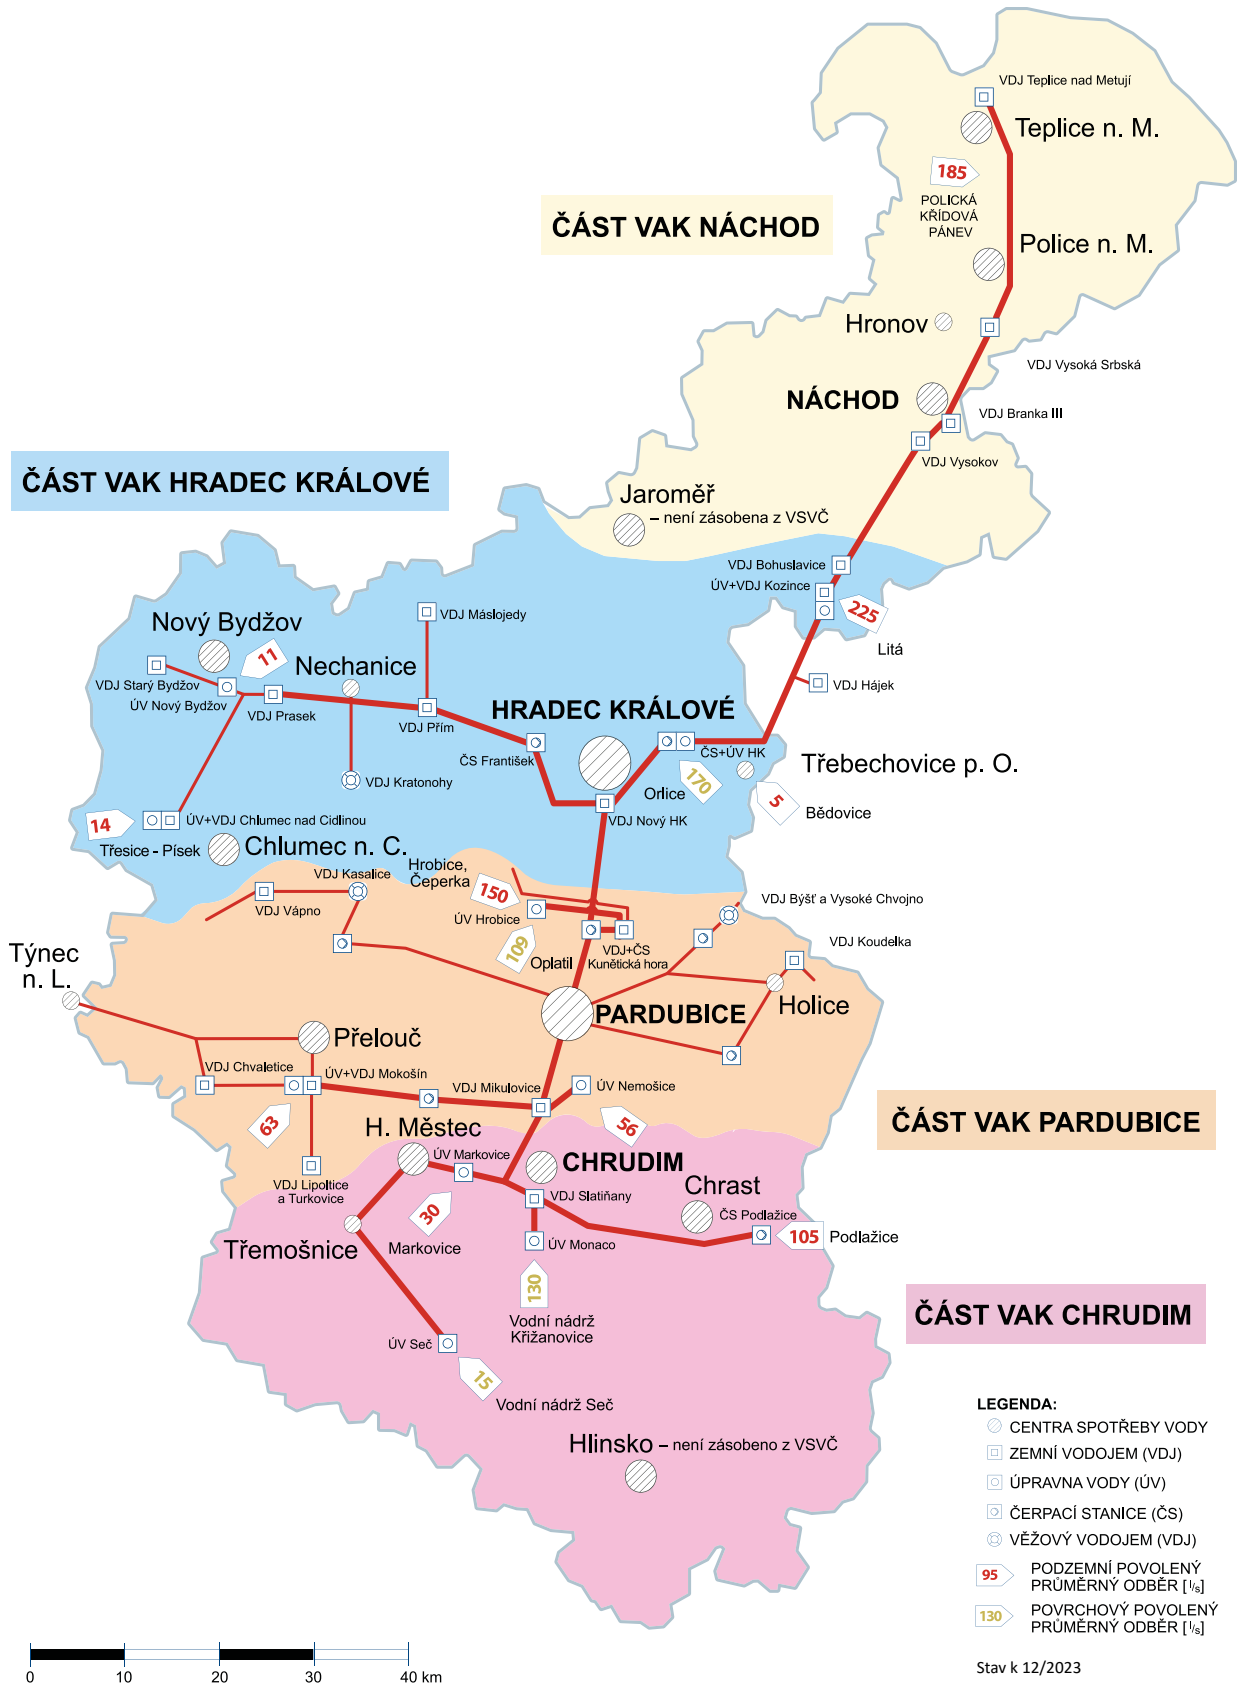 VDJ Teplice nad Metují
Teplice n. M.
185
POLICKÁ
KŘÍDOVÁ
PÁNEV
ČÁST VAK NÁCHOD
Police n. M.
Hronov
VDJ Vysoká Srbská
NÁCHOD
VDJ Branka III
VDJ Vysokov
ČÁST VAK HRADEC KRÁLOVÉ
Jaroměř
– není zásobena z VSVČ
VDJ Bohuslavice
ÚV+VDJ Kozince
225
Litá
Nový Bydžov
VDJ Máslojedy
11
Nechanice
VDJ Starý Bydžov
ÚV Nový Bydžov
VDJ Prasek
VDJ Hájek
HRADEC KRÁLOVÉ
VDJ Přím
ČS František
ČS+ÚV HK
Třebechovice p. O.
VDJ Kratonohy
Orlice
170
5
Bědovice
14
ÚV+VDJ Chlumec nad Cidlinou
VDJ Nový HK
Třesice - Písek
Chlumec n. C.
Hrobice,
Čeperka
VDJ Kasalice
150
VDJ Vápno
ÚV Hrobice
VDJ Býšť a Vysoké Chvojno
109
Oplatil
VDJ+ČS
Kunětická hora
VDJ Koudelka
Týnec
n. L.
Holice
PARDUBICE
Přelouč
VDJ Chvaletice
ÚV+VDJ Mokošín
VDJ Mikulovice
ÚV Nemošice
63
56
ČÁST VAK PARDUBICE
H. Městec
ÚV Markovice
CHRUDIM
VDJ Lipoltice
a Turkovice
Chrast
VDJ Slatiňany
ČS Podlažice
30
Třemošnice
Markovice
ÚV Monaco
105
Podlažice
130
Vodní nádrž
Křižanovice
ČÁST VAK CHRUDIM
ÚV Seč
15
Vodní nádrž Seč
Hlinsko – není zásobeno z VSVČ
LEGENDA:
CENTRA SPOTŘEBY VODY
ZEMNÍ VODOJEM (VDJ)
ÚPRAVNA VODY (ÚV)
ČERPACÍ STANICE (ČS)
VĚŽOVÝ VODOJEM (VDJ)
95 PODZEMNÍ POVOLENÝ
PRŮMĚRNÝ ODBĚR [l/s]
130 POVRCHOVÝ POVOLENÝ
PRŮMĚRNÝ ODBĚR [l/s]
Stav k 12/2023
0 10 20 30 40 km